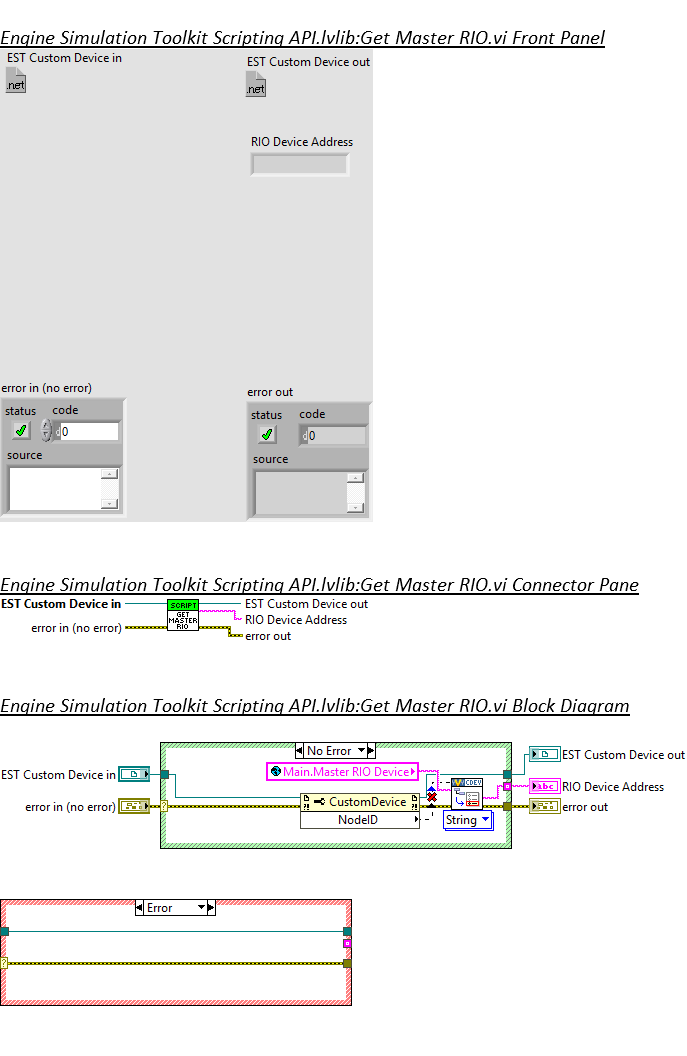 Engine Simulation Toolkit Scripting API.lvlib:Get Master RIO.vi Front Panel
EST Custom Device in
EST Custom Device out
.net
.net
RIO Device Address
error in (no error)
error out
status code
status code
d0
d0
source
source
Engine Simulation Toolkit Scripting API.lvlib:Get Master RIO.vi Connector Pane
EST Custom Device in
SCRIPT
EST Custom Device out
GET
MASTER
RIO
RIO Device Address
error in (no error)
error out
Engine Simulation Toolkit Scripting API.lvlib:Get Master RIO.vi Block Diagram
No Error
EST Custom Device out
Main.Master RIO Device
EST Custom Device in
CDEV
RIO Device Address
abc
error in (no error)
?
?!
CustomDevice
?!
error out
NodeID
String
Error
?